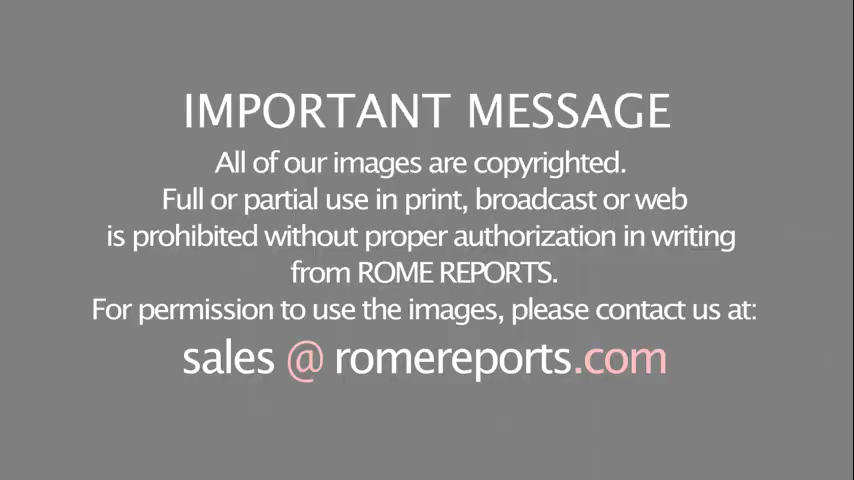 IMPORTANT MESSAGE
All of our images are copyrighted.
Full or partial use in print, broadcast or web
is prohibited without proper authorization in writing
from ROME REPORTS.
For permission to use the images, please contact us at:
sales @ romereports.com